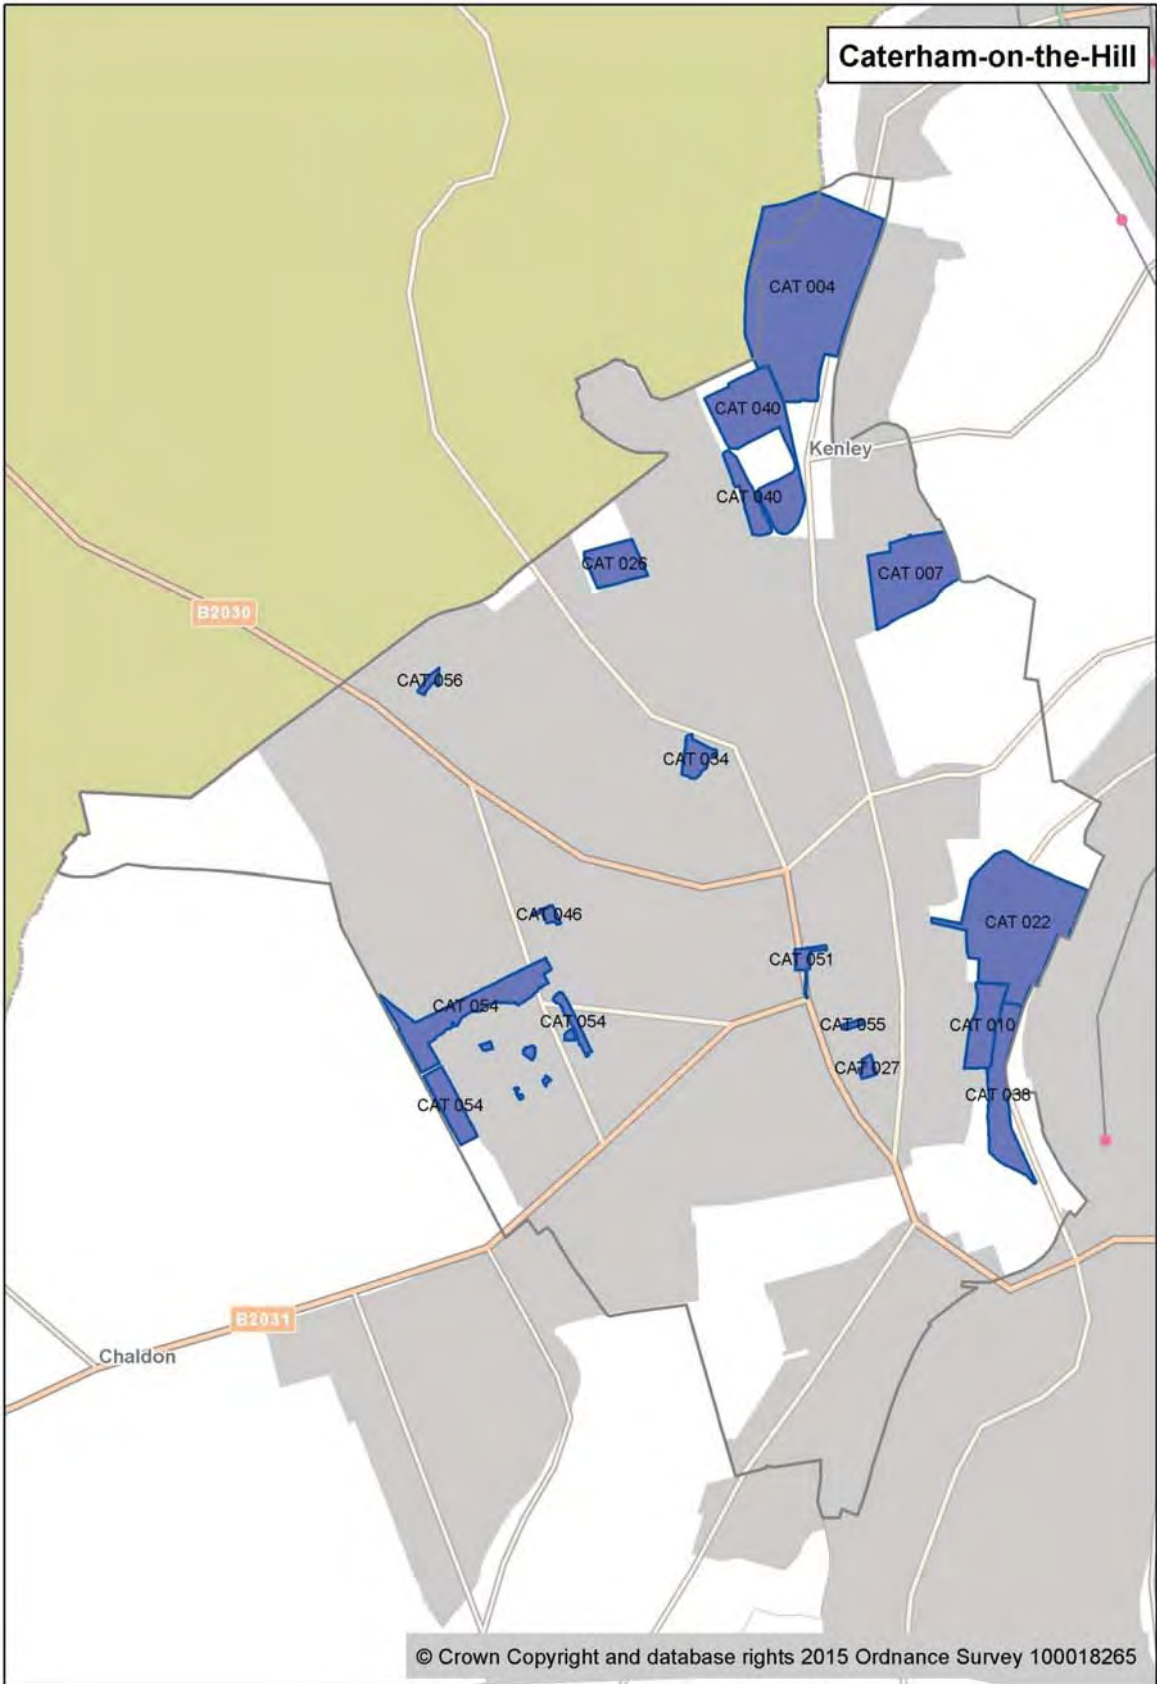 Caterham-on-the-Hill
CAT 004
CAT 040
Kenley
CAT 040
CAT 026
CAT 007
B2030
CAT 056
CAT 034
CAT 046
CAT 022
CAT 051
CAT 054
CAT 054
CAT 055
CAT 010
CAT 027
CAT 038
CAT 054
B2031
Chaldon
© Crown Copyright and database rights 2015 Ordnance Survey 100018265